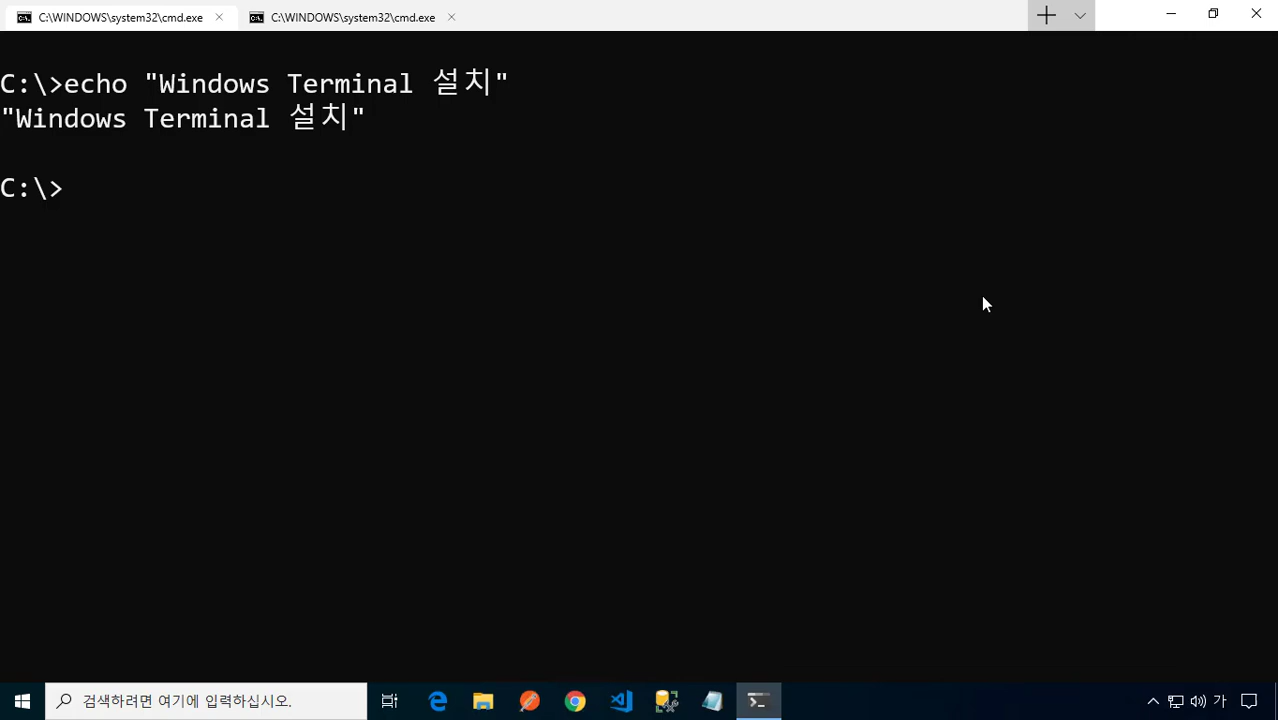 C:\WINDOWS\system32\cmd.exe
C:\WINDOWS\system32\cmd.exe
C:\>echo "Windows Terminal 설치"
"Windows Terminal 설치"
C:\>
검색하려면 여기에 입력하십시오.
가